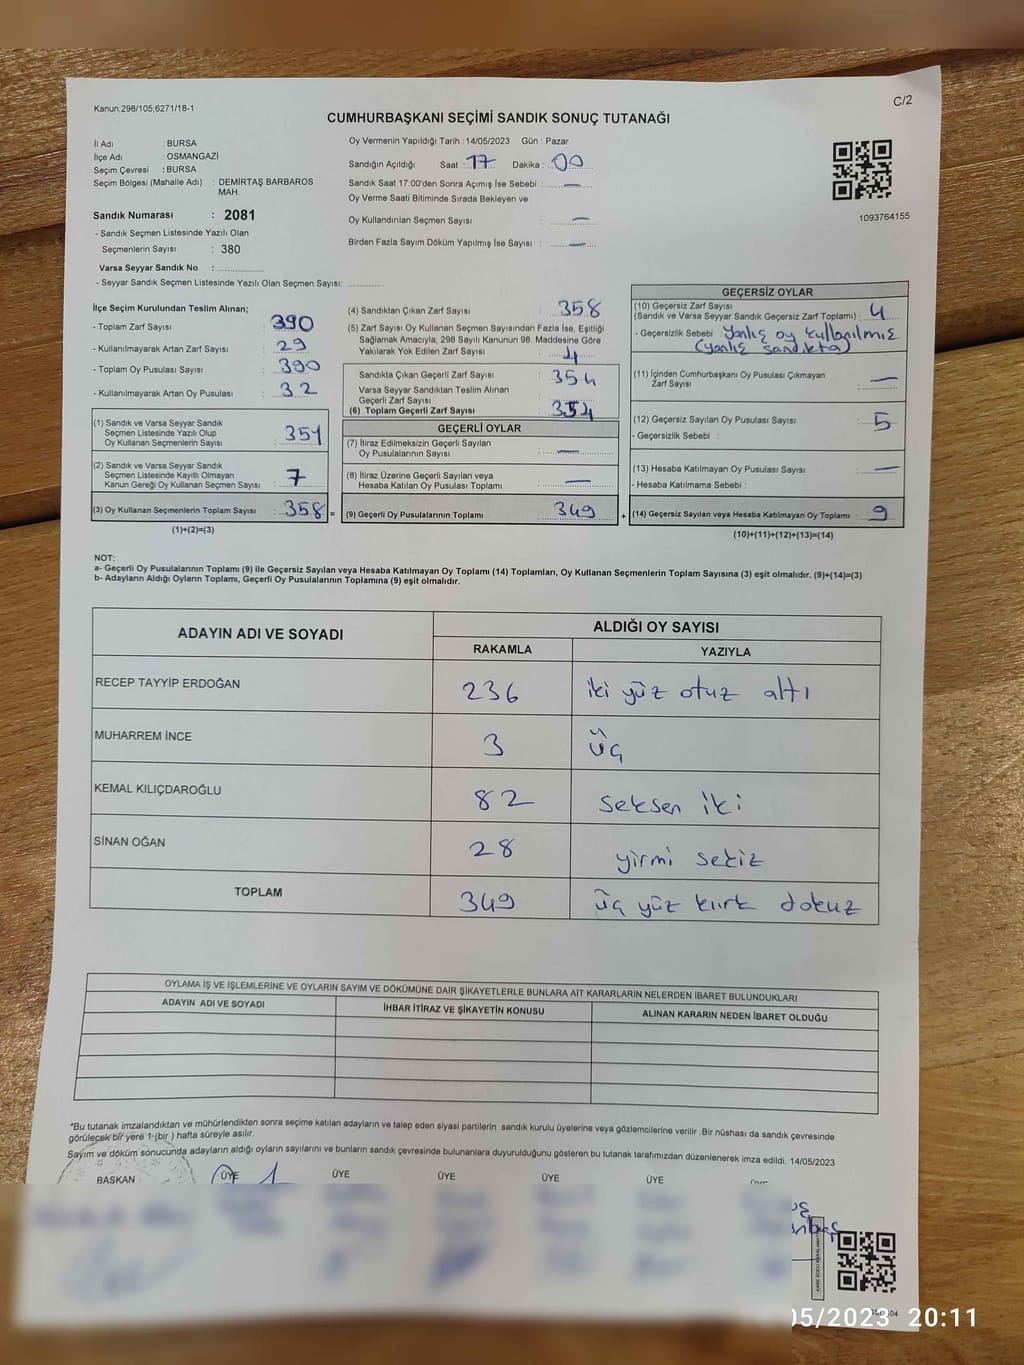 Kanun:298/105;6271/18-1
C/2
CUMHURBAŞKANI SEÇİMİ SANDIK SONUÇ TUTANAĞI
İl Adı : BURSA
İlçe Adı : OSMANGAZİ
Seçim Çevresi : BURSA
Seçim Bölgesi (Mahalle Adı) : DEMİRTAŞ BARBAROS
MAH.
Sandık Numarası : 2081
- Sandık Seçmen Listesinde Yazılı Olan
Seçmenlerin Sayısı : 380
Varsa Seyyar Sandık No :
- Seyyar Sandık Seçmen Listesinde Yazılı Olan Seçmen Sayısı:
Oy Vermenin Yapıldığı Tarih : 14/05/2023 Gün : Pazar
Sandığın Açıldığı Saat : 17 Dakika : 00
Sandık Saat 17:00'den Sonra Açımış İse Sebebi : —
Oy Verme Saati Bitiminde Sırada Bekleyen ve
Oy Kullandırılan Seçmen Sayısı : —
Birden Fazla Sayım Döküm Yapılmış İse Sayısı : —
1093764155
İlçe Seçim Kurulundan Teslim Alınan;
- Toplam Zarf Sayısı : 390
- Kullanılmayarak Artan Zarf Sayısı : 29
- Toplam Oy Pusulası Sayısı : 390
- Kullanılmayarak Artan Oy Pusulası : 32
(1) Sandık ve Varsa Seyyar Sandık
Seçmen Listesinde Yazılı Olup
Oy Kullanan Seçmenlerin Sayısı : 351
(2) Sandık ve Varsa Seyyar Sandık
Seçmen Listesinde Kayıtlı Olmayan
Kanun Gereği Oy Kullanan Seçmen Sayısı : 7
(3) Oy Kullanan Seçmenlerin Toplam Sayısı : 358 =
(1)+(2)=(3)
(4) Sandıktan Çıkan Zarf Sayısı : 358
(5) Zarf Sayısı Oy Kullanan Seçmen Sayısından Fazla İse, Eşitliği
Sağlamak Amacıyla; 298 Sayılı Kanunun 98. Maddesine Göre
Yakılarak Yok Edilen Zarf Sayısı : 4
Sandıkta Çıkan Geçerli Zarf Sayısı : 354
Varsa Seyyar Sandıktan Teslim Alınan
Geçerli Zarf Sayısı :
(6) Toplam Geçerli Zarf Sayısı : 354
GEÇERLİ OYLAR
(7) İtiraz Edilmeksizin Geçerli Sayılan
Oy Pusulalarının Sayısı : —
(8) İtiraz Üzerine Geçerli Sayılan veya
Hesaba Katılan Oy Pusulası Toplamı : —
(9) Geçerli Oy Pusulalarının Toplamı : 349 +
GEÇERSİZ OYLAR
(10) Geçersiz Zarf Sayısı
(Sandık ve Varsa Seyyar Sandık Geçersiz Zarf Toplamı) : 4
- Geçersizlik Sebebi : Yanlış oy kullanılmış
(yanlış sandıkta)
(11) İçinden Cumhurbaşkanı Oy Pusulası Çıkmayan
Zarf Sayısı : —
(12) Geçersiz Sayılan Oy Pusulası Sayısı : 5
- Geçersizlik Sebebi :
(13) Hesaba Katılmayan Oy Pusulası Sayısı : —
- Hesaba Katılmama Sebebi :
(14) Geçersiz Sayılan veya Hesaba Katılmayan Oy Toplamı : 9
(10)+(11)+(12)+(13)=(14)
NOT:
a- Geçerli Oy Pusulalarının Toplamı (9) ile Geçersiz Sayılan veya Hesaba Katılmayan Oy Toplamı (14) Toplamları, Oy Kullanan Seçmenlerin Toplam Sayısına (3) eşit olmalıdır. (9)+(14)=(3)
b- Adayların Aldığı Oyların Toplamı, Geçerli Oy Pusulalarının Toplamına (9) eşit olmalıdır.
ADAYIN ADI VE SOYADI
ALDIĞI OY SAYISI
RAKAMLA YAZIYLA
RECEP TAYYİP ERDOĞAN 236 iki yüz otuz altı
MUHARREM İNCE 3 üç
KEMAL KILIÇDAROĞLU 82 seksen iki
SİNAN OĞAN 28 yirmi sekiz
TOPLAM 349 üç yüz kırk dokuz
OYLAMA İŞ VE İŞLEMLERİNE VE OYLARIN SAYIM VE DÖKÜMÜNE DAİR ŞİKAYETLERLE BUNLARA AİT KARARLARIN NELERDEN İBARET BULUNDUKLARI
ADAYIN ADI VE SOYADI İHBAR İTİRAZ VE ŞİKAYETİN KONUSU ALINAN KARARIN NEDEN İBARET OLDUĞU
*Bu tutanak imzalandıktan ve mühürlendikten sonra seçime katılan adayların ve talep eden siyasi partilerin sandık kurulu üyelerine veya gözlemcilerine verilir .Bir nüshası da sandık çevresinde
görülecek bir yere 1 (bir ) hafta süreyle asılır.
Sayım ve döküm sonucunda adayların aldığı oyların sayılarını ve bunların sandık çevresinde bulunanlara duyurulduğunu gösteren bu tutanak tarafımızdan düzenlenerek imza edildi. 14/05/2023
BAŞKAN ÜYE ÜYE ÜYE ÜYE ÜYE
05/2023 20:11